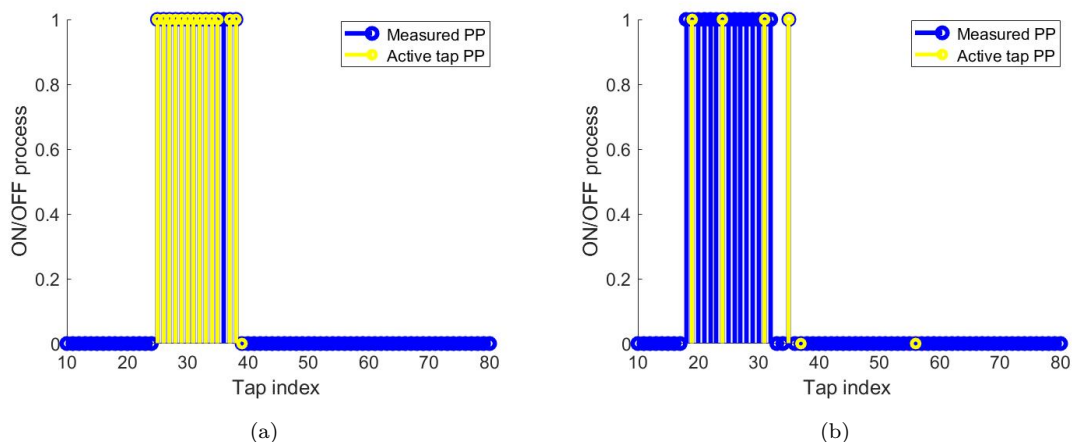 1
0.8
0.6
0.4
0.2
0
ON/OFF process
10 20 30 40 50 60 70 80
Tap index
Measured PP
Active tap PP
(a)
1
0.8
0.6
0.4
0.2
0
ON/OFF process
10 20 30 40 50 60 70 80
Tap index
Measured PP
Active tap PP
(b)